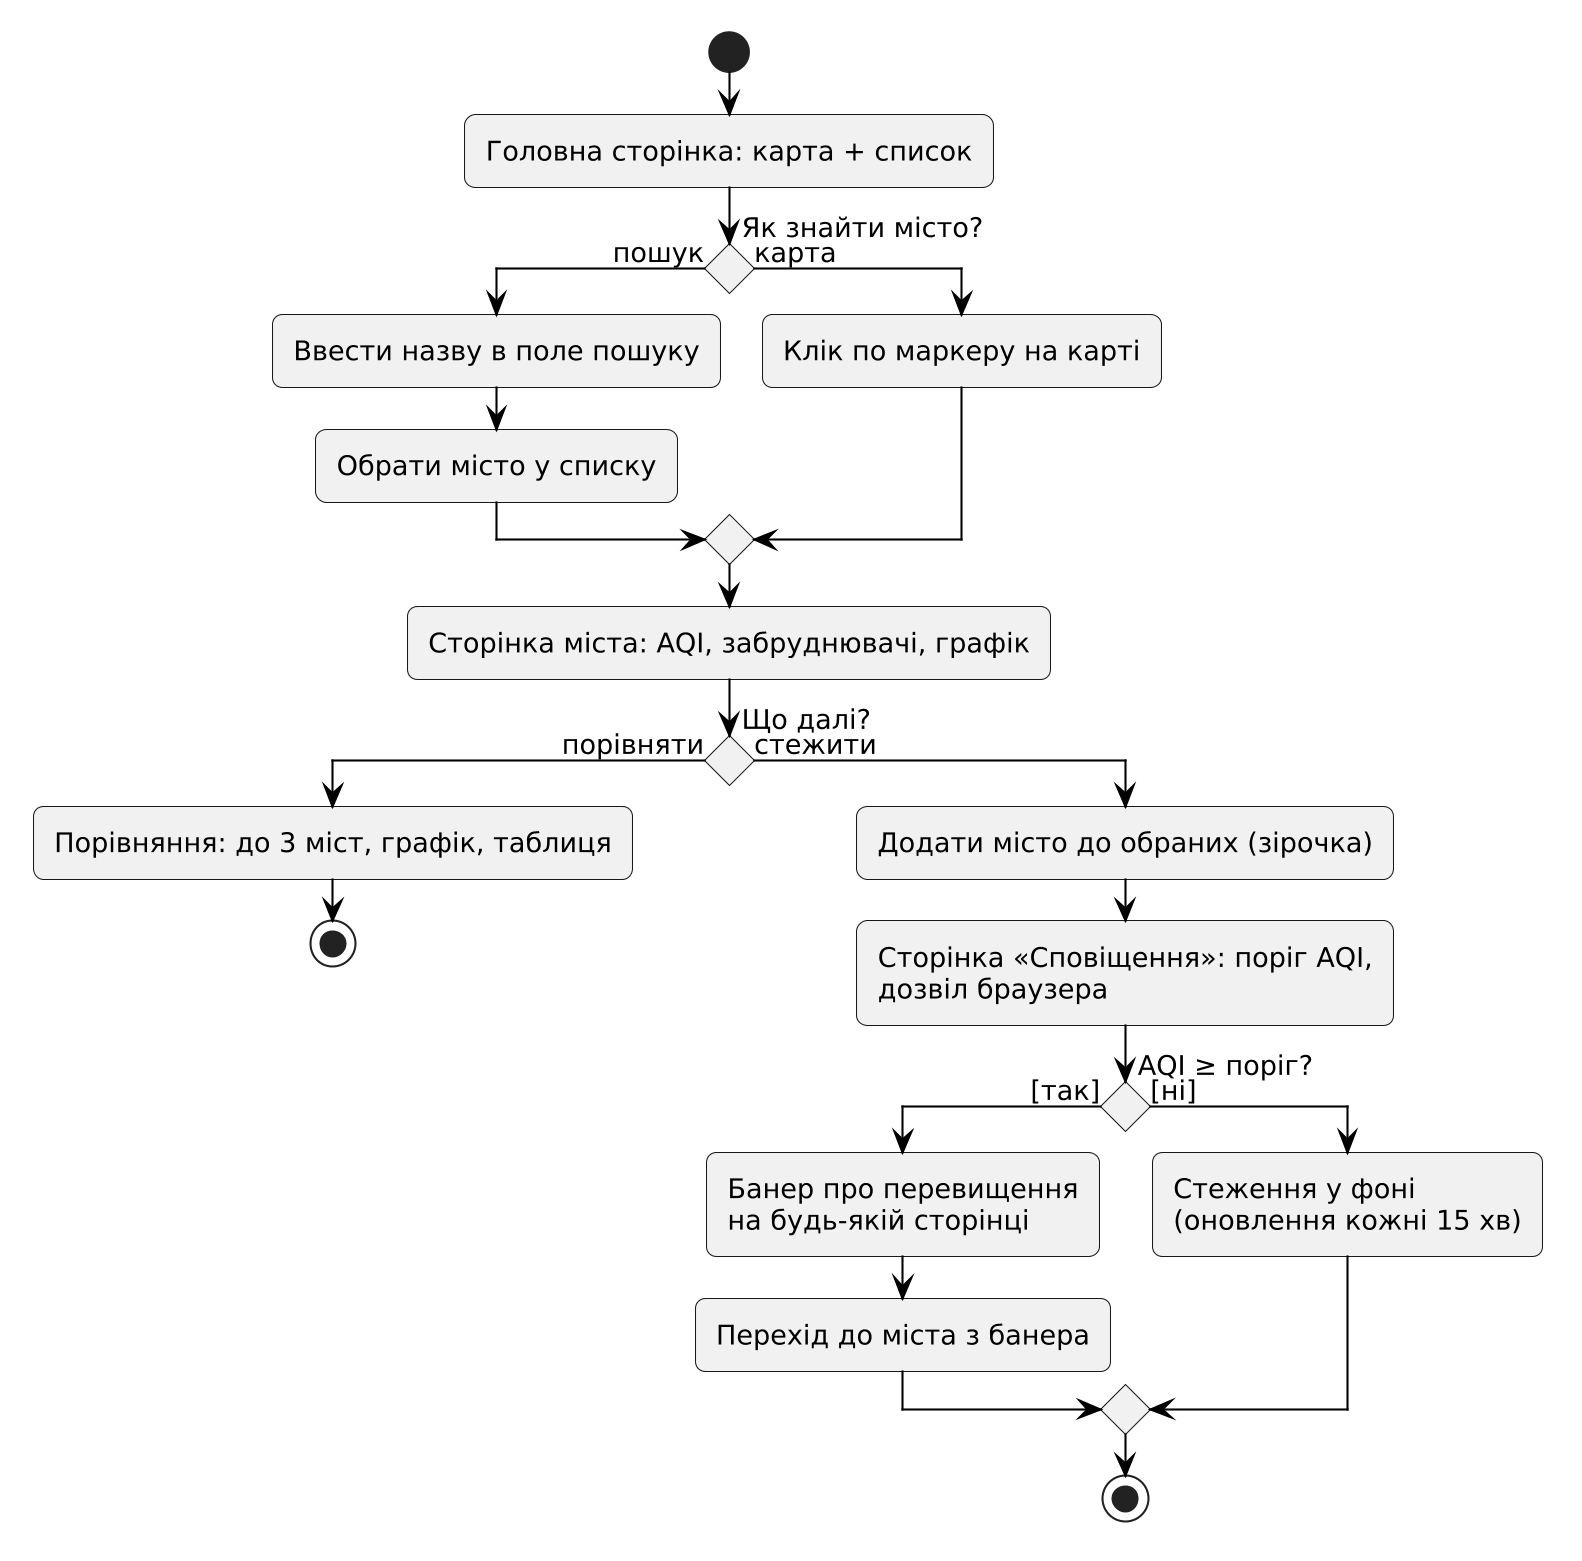 Головна сторінка: карта + список
Як знайти місто?
пошук
карта
Ввести назву в поле пошуку
Клік по маркеру на карті
Обрати місто у списку
Сторінка міста: AQI, забруднювачі, графік
Що далі?
порівняти
стежити
Порівняння: до 3 міст, графік, таблиця
Додати місто до обраних (зірочка)
Сторінка «Сповіщення»: поріг AQI,
дозвіл браузера
AQI ≥ поріг?
[так]
[ні]
Банер про перевищення
на будь-якій сторінці
Стеження у фоні
(оновлення кожні 15 хв)
Перехід до міста з банера